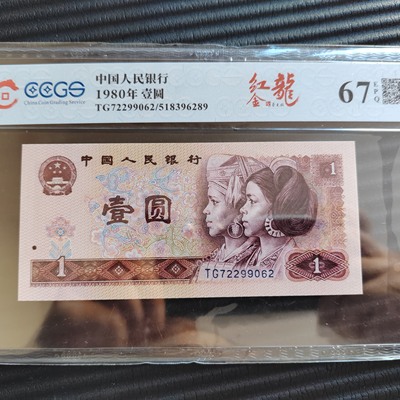 CCGS
China Coin Grading Service
中国人民银行
1980年 壹圆
TG72299062/518396289
红金龍
67 EPQ
中国人民银行
1
壹圆
TG72299062
1
1